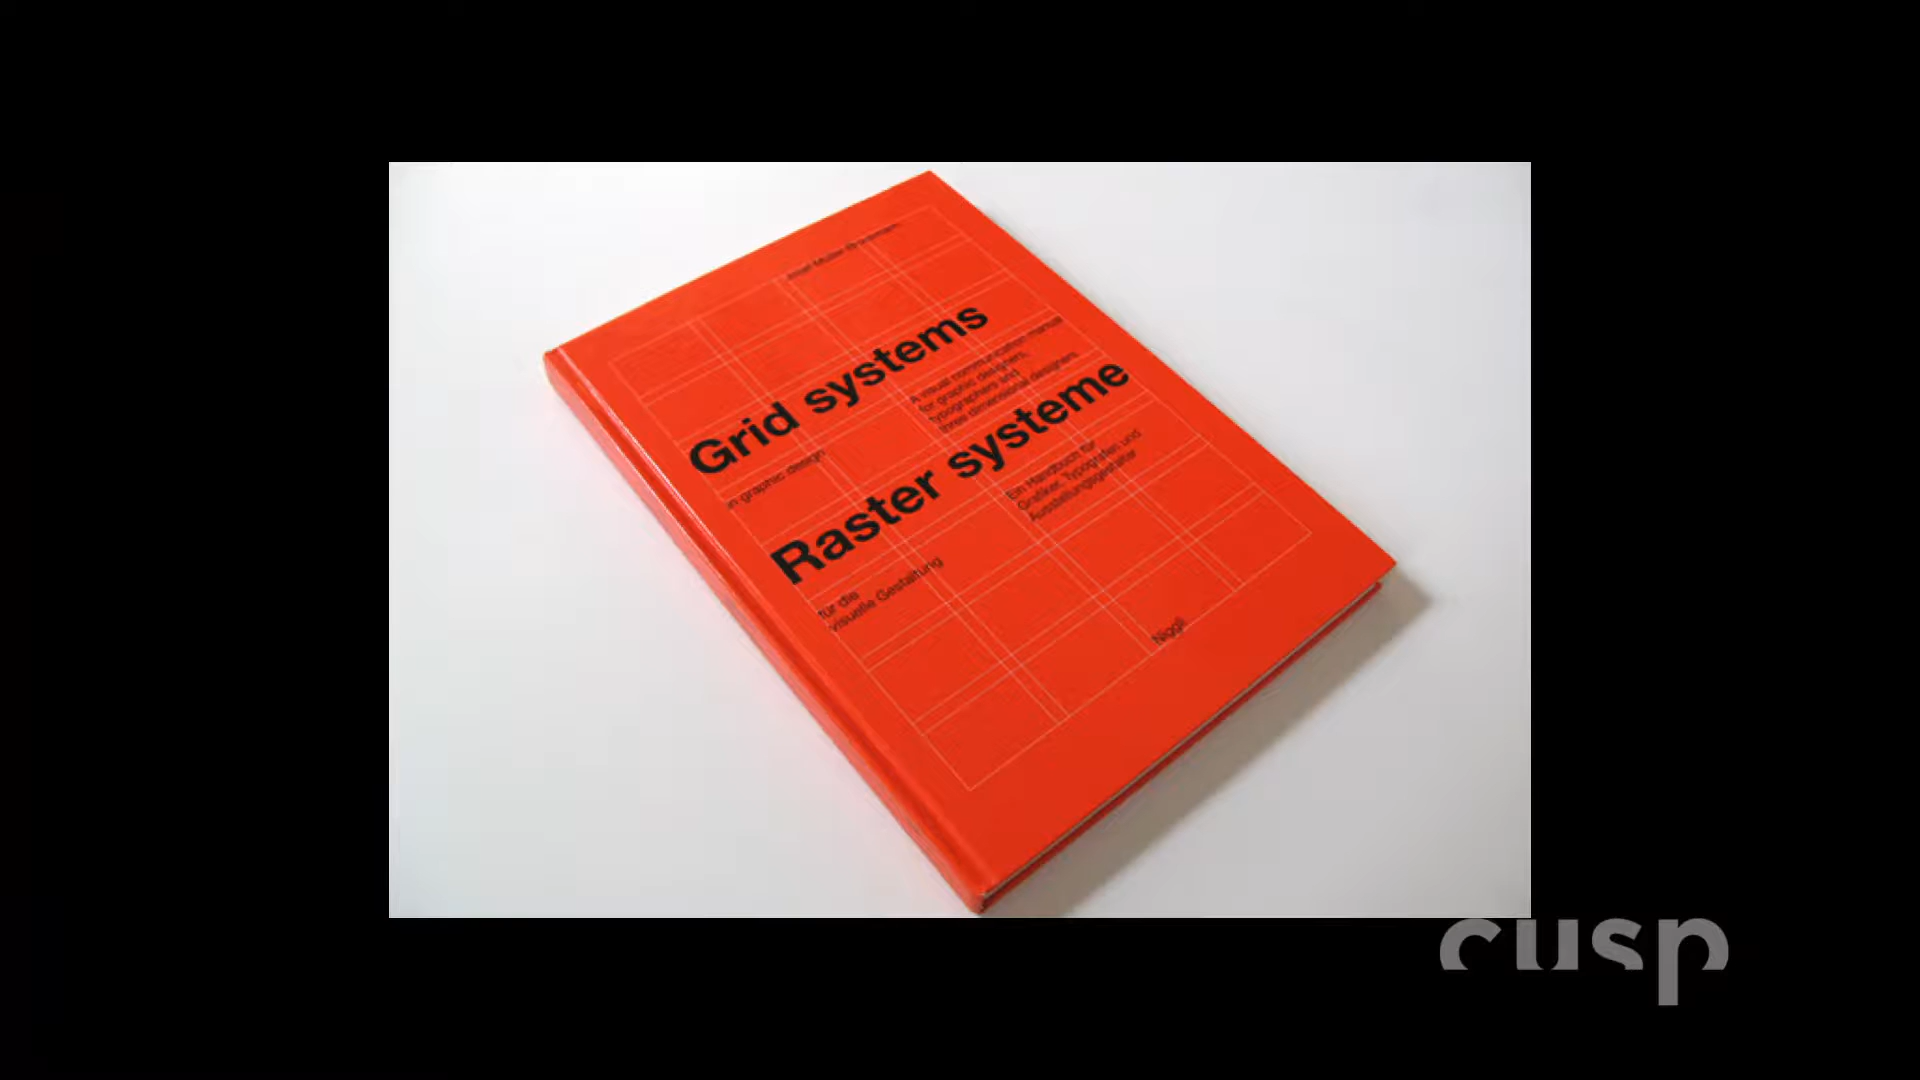 Josef Müller-Brockmann
Grid systems
in graphic design
A visual communication manual
for graphic designers,
typographers and
three dimensional designers
Raster systeme
für die
visuelle Gestaltung
Ein Handbuch für
Grafiker, Typografen und
Ausstellungsgestalter
Niggli
cusp